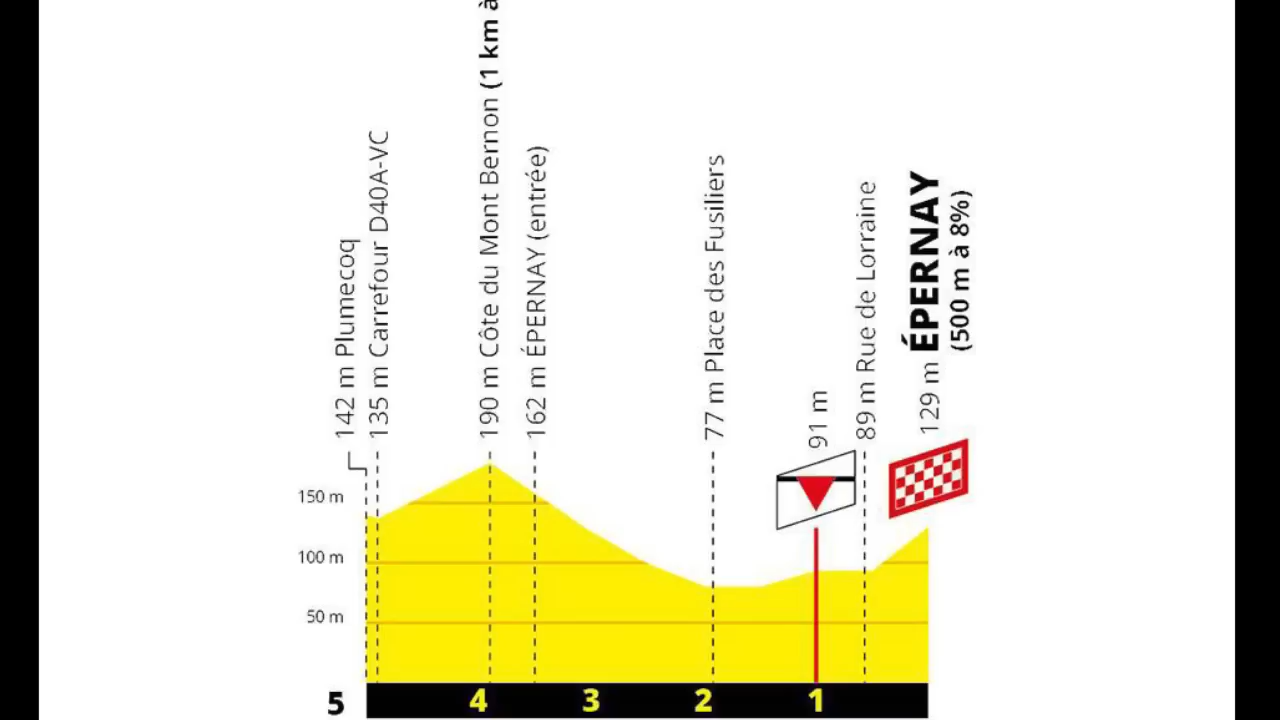 142 m Plumecoq
135 m Carrefour D40A-VC
190 m Côte du Mont Bernon (1 km à
162 m ÉPERNAY (entrée)
77 m Place des Fusiliers
91 m
89 m Rue de Lorraine
129 m ÉPERNAY
(500 m à 8%)
150 m
100 m
50 m
5 4 3 2 1